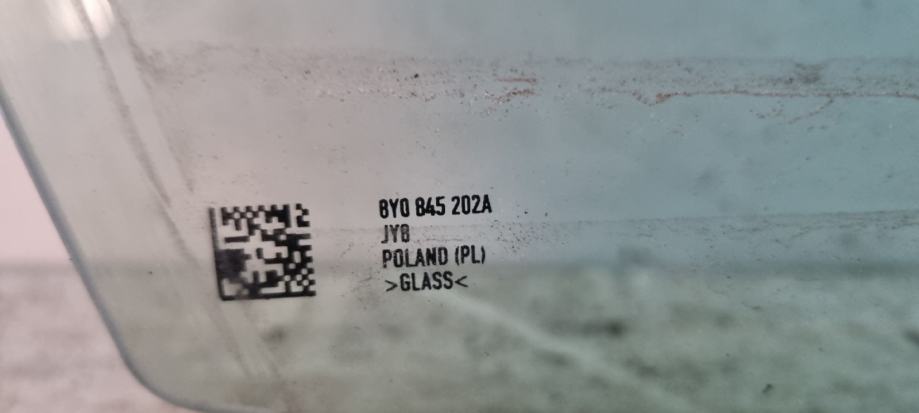 8Y0 845 202A
JY8
POLAND (PL)
>GLASS<